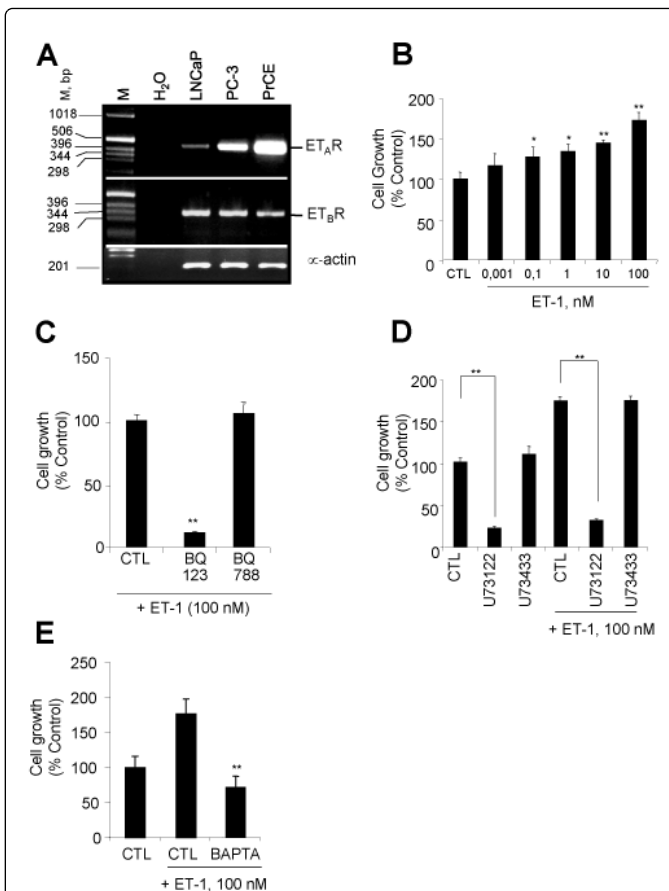 A
M, bp
M
H2O
LNCaP
PC-3
PrCE
1018
506
396
344
298
ETAR
396
344
298
ETBR
201
∝-actin
B
Cell Growth
(% Control)
200
150
100
50
0
* * ** **
CTL 0,001 0,1 1 10 100
ET-1, nM
C
Cell growth
(% Control)
150
100
50
0
**
CTL BQ 123 BQ 788
+ ET-1 (100 nM)
D
Cell growth
(% Control)
200
150
100
50
0
** **
CTL U73122 U73433 CTL U73122 U73433
+ ET-1, 100 nM
E
Cell growth
(% Control)
250
200
150
100
50
0
**
CTL CTL BAPTA
+ ET-1, 100 nM